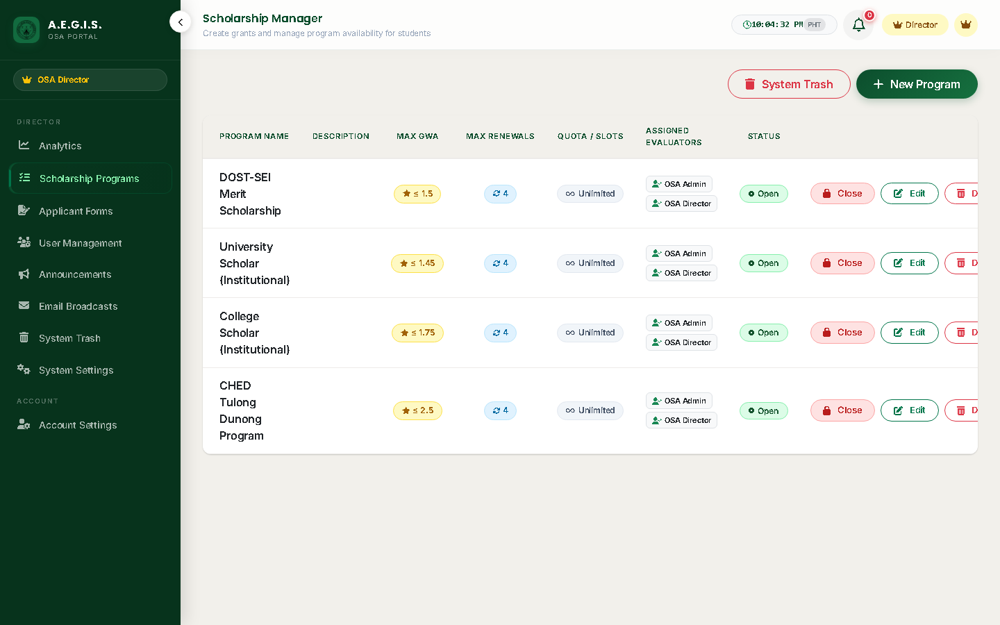 A.E.G.I.S.
OSA PORTAL
OSA Director
DIRECTOR
Analytics
Scholarship Programs
Applicant Forms
User Management
Announcements
Email Broadcasts
System Trash
System Settings
ACCOUNT
Account Settings
Scholarship Manager
Create grants and manage program availability for students
10:04:32 PM PHT
0
Director
System Trash
New Program
PROGRAM NAME DESCRIPTION MAX GWA MAX RENEWALS QUOTA / SLOTS ASSIGNED EVALUATORS STATUS
DOST-SEI
Merit
Scholarship
≤ 1.5
4
Unlimited
OSA Admin
OSA Director
Open
Close
Edit
D
University
Scholar
(Institutional)
≤ 1.45
4
Unlimited
OSA Admin
OSA Director
Open
Close
Edit
D
College
Scholar
(Institutional)
≤ 1.75
4
Unlimited
OSA Admin
OSA Director
Open
Close
Edit
D
CHED
Tulong
Dunong
Program
≤ 2.5
4
Unlimited
OSA Admin
OSA Director
Open
Close
Edit
D